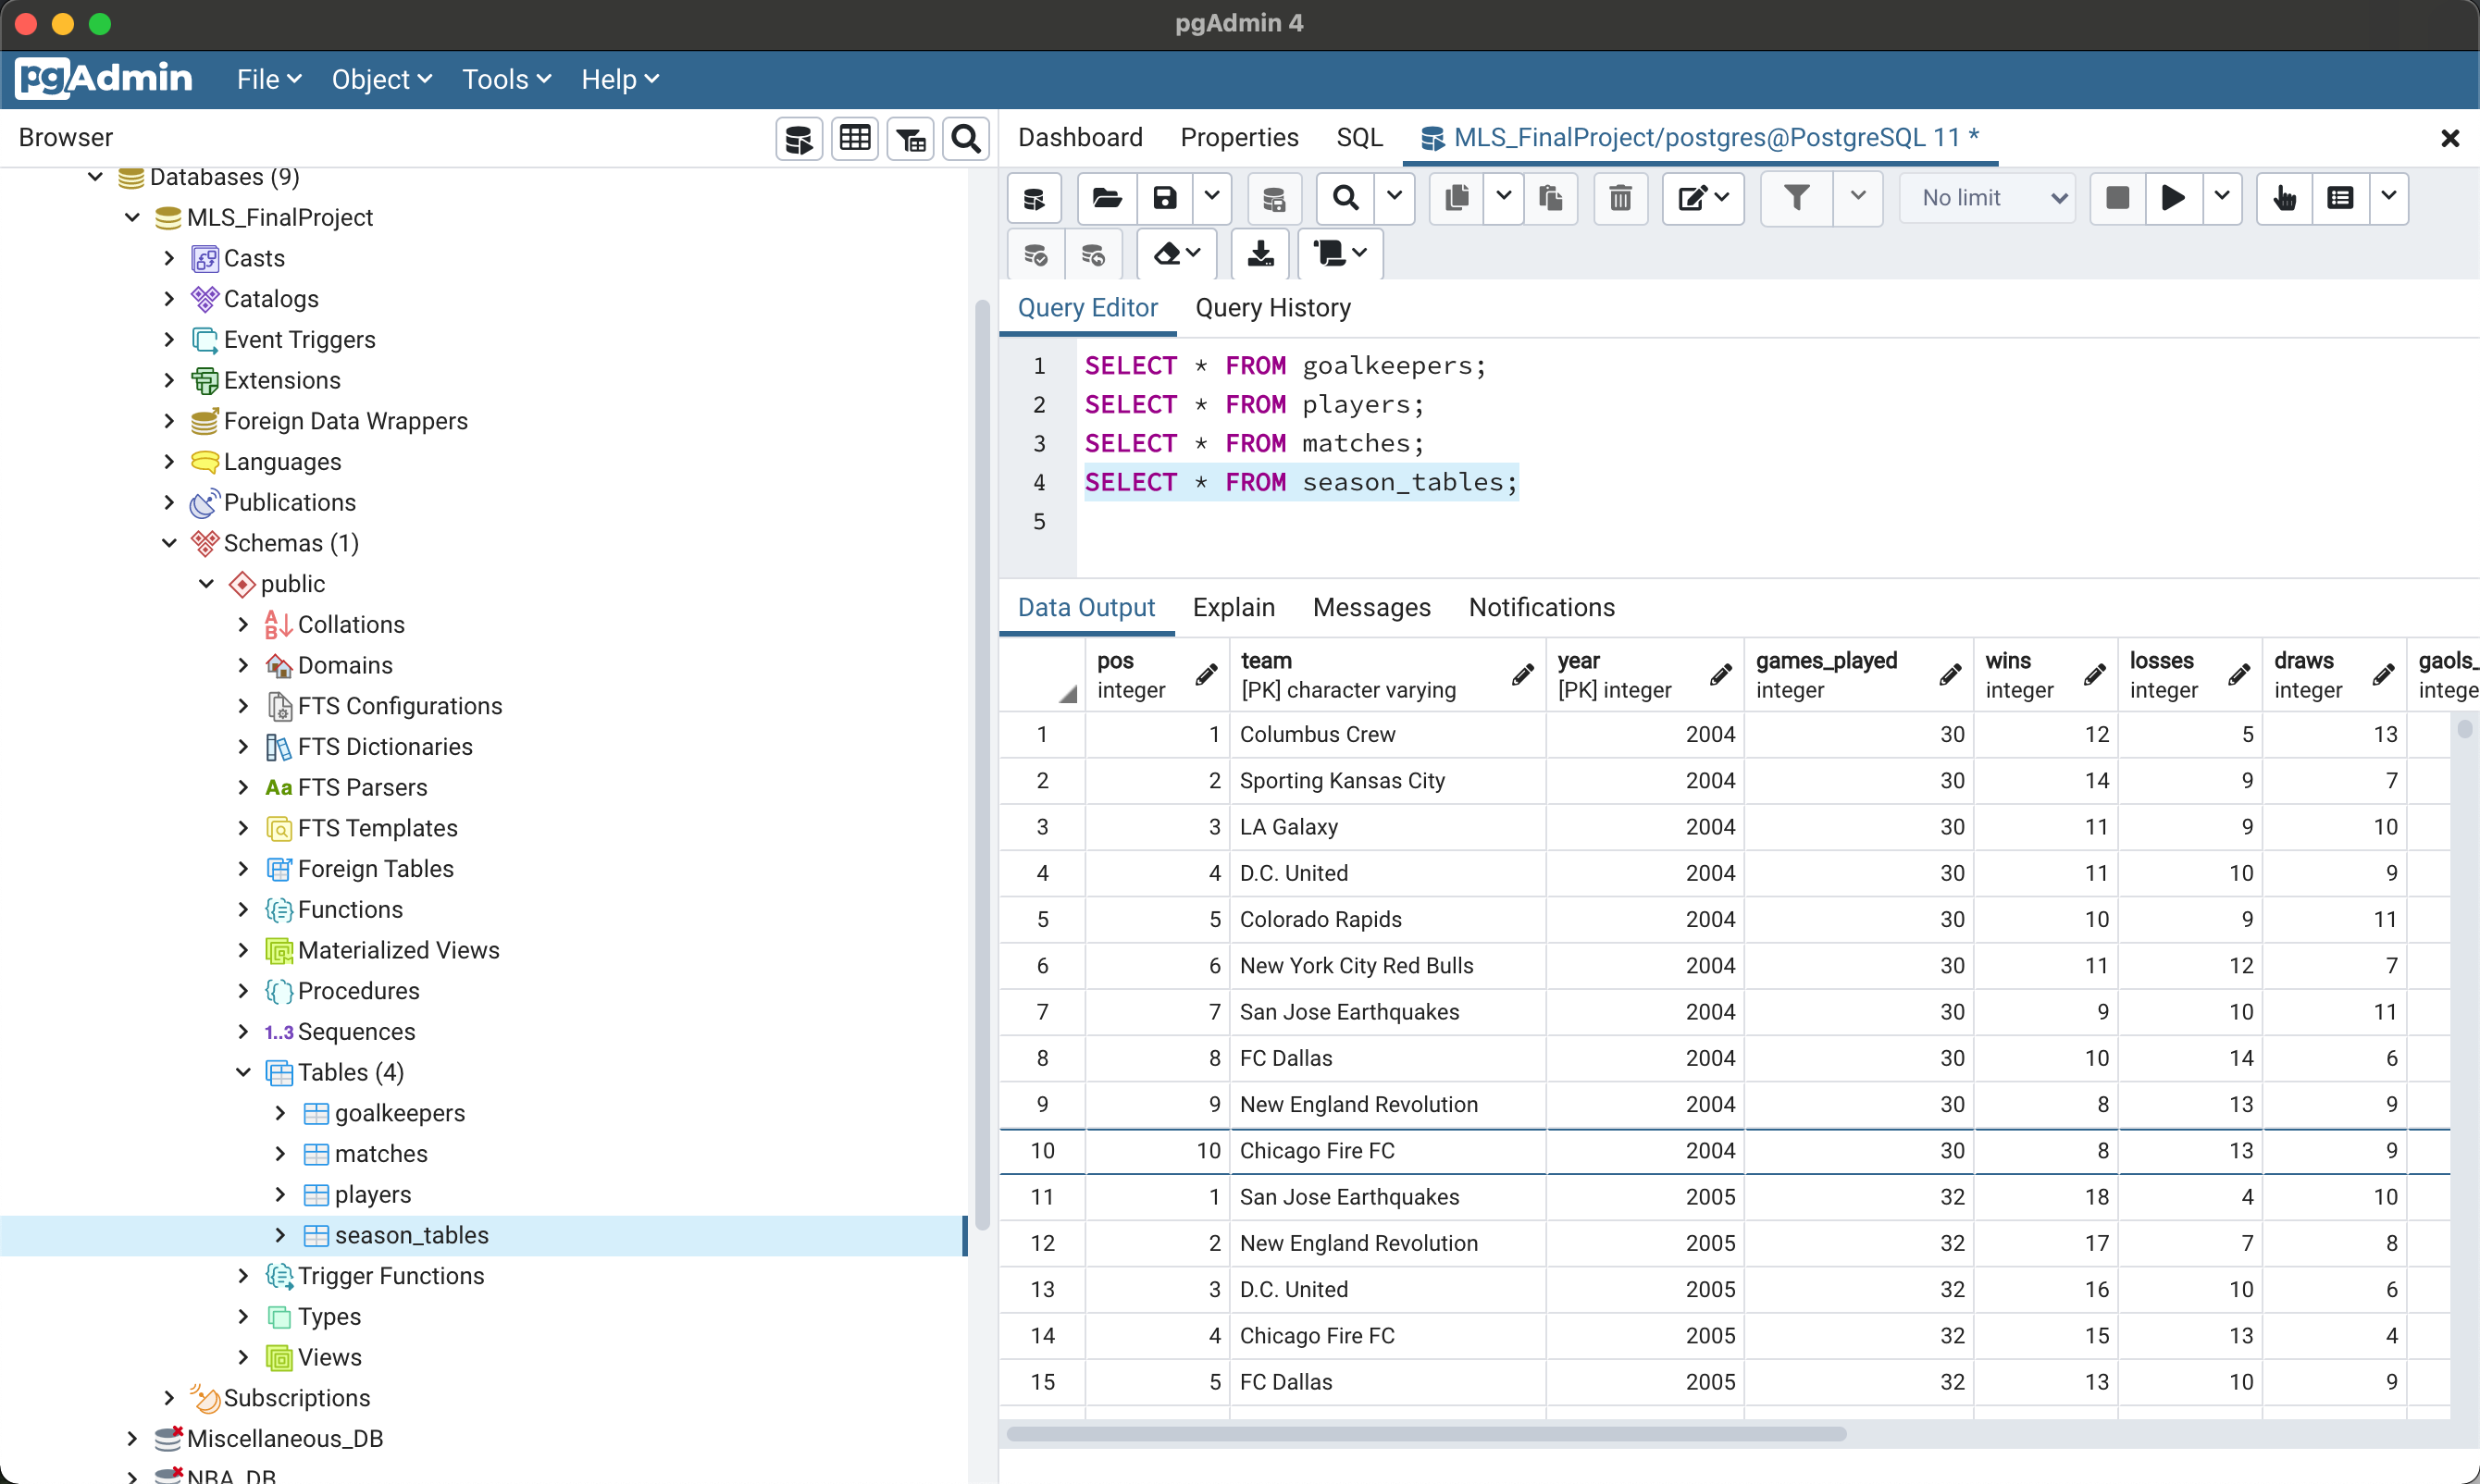 pgAdmin 4
pgAdmin File Object Tools Help
Browser
Dashboard Properties SQL MLS_FinalProject/postgres@PostgreSQL 11 *
Databases (9)
MLS_FinalProject
Casts
Catalogs
Event Triggers
Extensions
Foreign Data Wrappers
Languages
Publications
Schemas (1)
public
Collations
Domains
FTS Configurations
FTS Dictionaries
Aa FTS Parsers
FTS Templates
Foreign Tables
Functions
Materialized Views
Procedures
1..3 Sequences
Tables (4)
goalkeepers
matches
players
season_tables
Trigger Functions
Types
Views
Subscriptions
Miscellaneous_DB
NBA_DB
No limit
Query Editor Query History
1 SELECT * FROM goalkeepers;
2 SELECT * FROM players;
3 SELECT * FROM matches;
4 SELECT * FROM season_tables;
5
Data Output Explain Messages Notifications
pos team year games_played wins losses draws gaols_
integer [PK] character varying [PK] integer integer integer integer integer intege
1 1 Columbus Crew 2004 30 12 5 13
2 2 Sporting Kansas City 2004 30 14 9 7
3 3 LA Galaxy 2004 30 11 9 10
4 4 D.C. United 2004 30 11 10 9
5 5 Colorado Rapids 2004 30 10 9 11
6 6 New York City Red Bulls 2004 30 11 12 7
7 7 San Jose Earthquakes 2004 30 9 10 11
8 8 FC Dallas 2004 30 10 14 6
9 9 New England Revolution 2004 30 8 13 9
10 10 Chicago Fire FC 2004 30 8 13 9
11 1 San Jose Earthquakes 2005 32 18 4 10
12 2 New England Revolution 2005 32 17 7 8
13 3 D.C. United 2005 32 16 10 6
14 4 Chicago Fire FC 2005 32 15 13 4
15 5 FC Dallas 2005 32 13 10 9